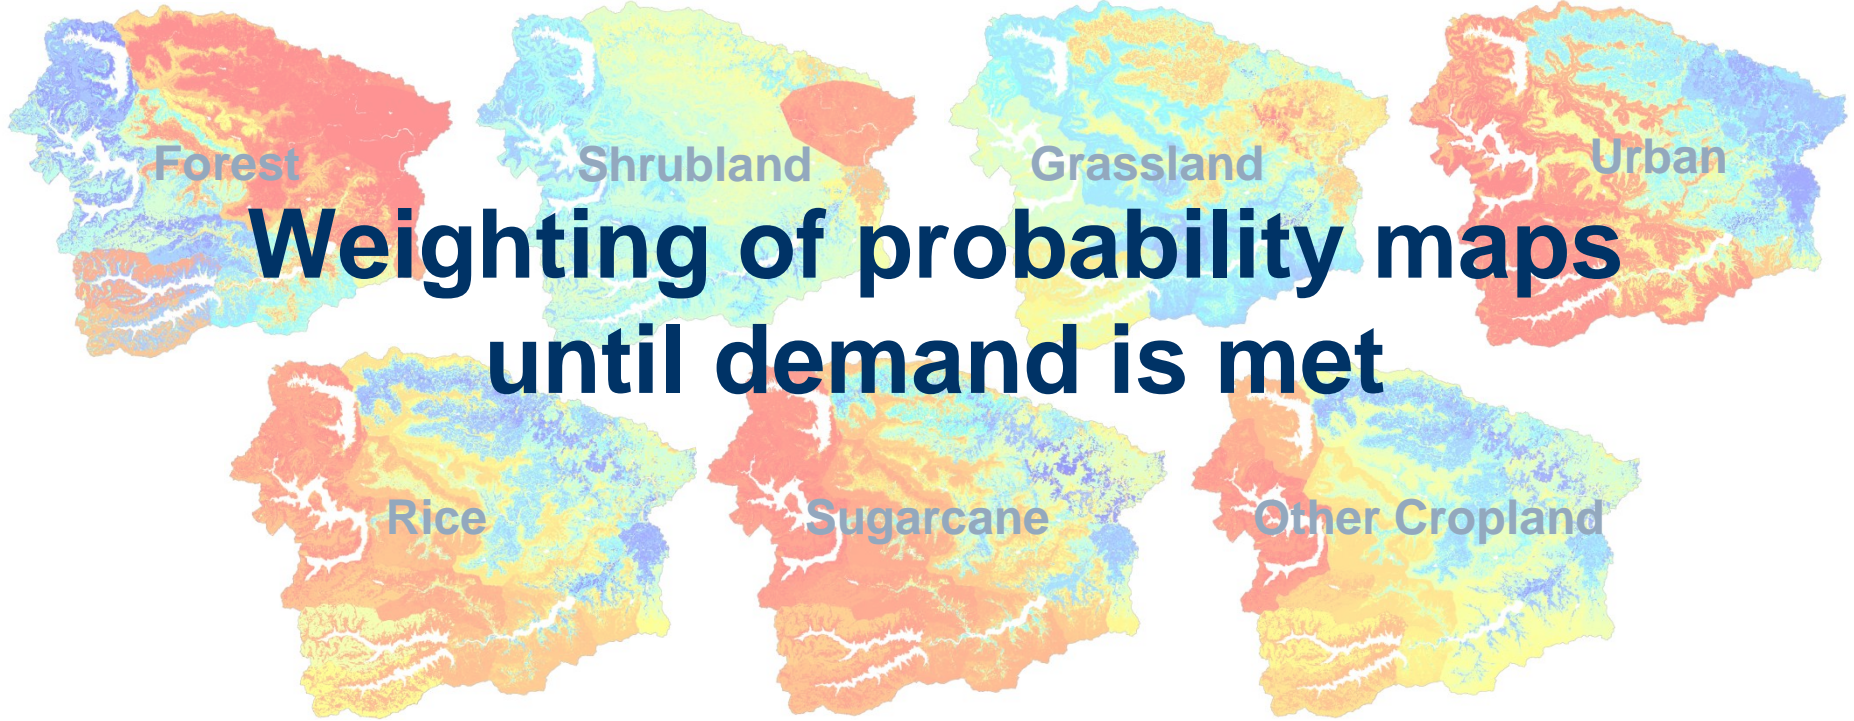 Forest
Shrubland
Grassland
Urban
Weighting of probability maps
until demand is met
Rice
Sugarcane
Other Cropland